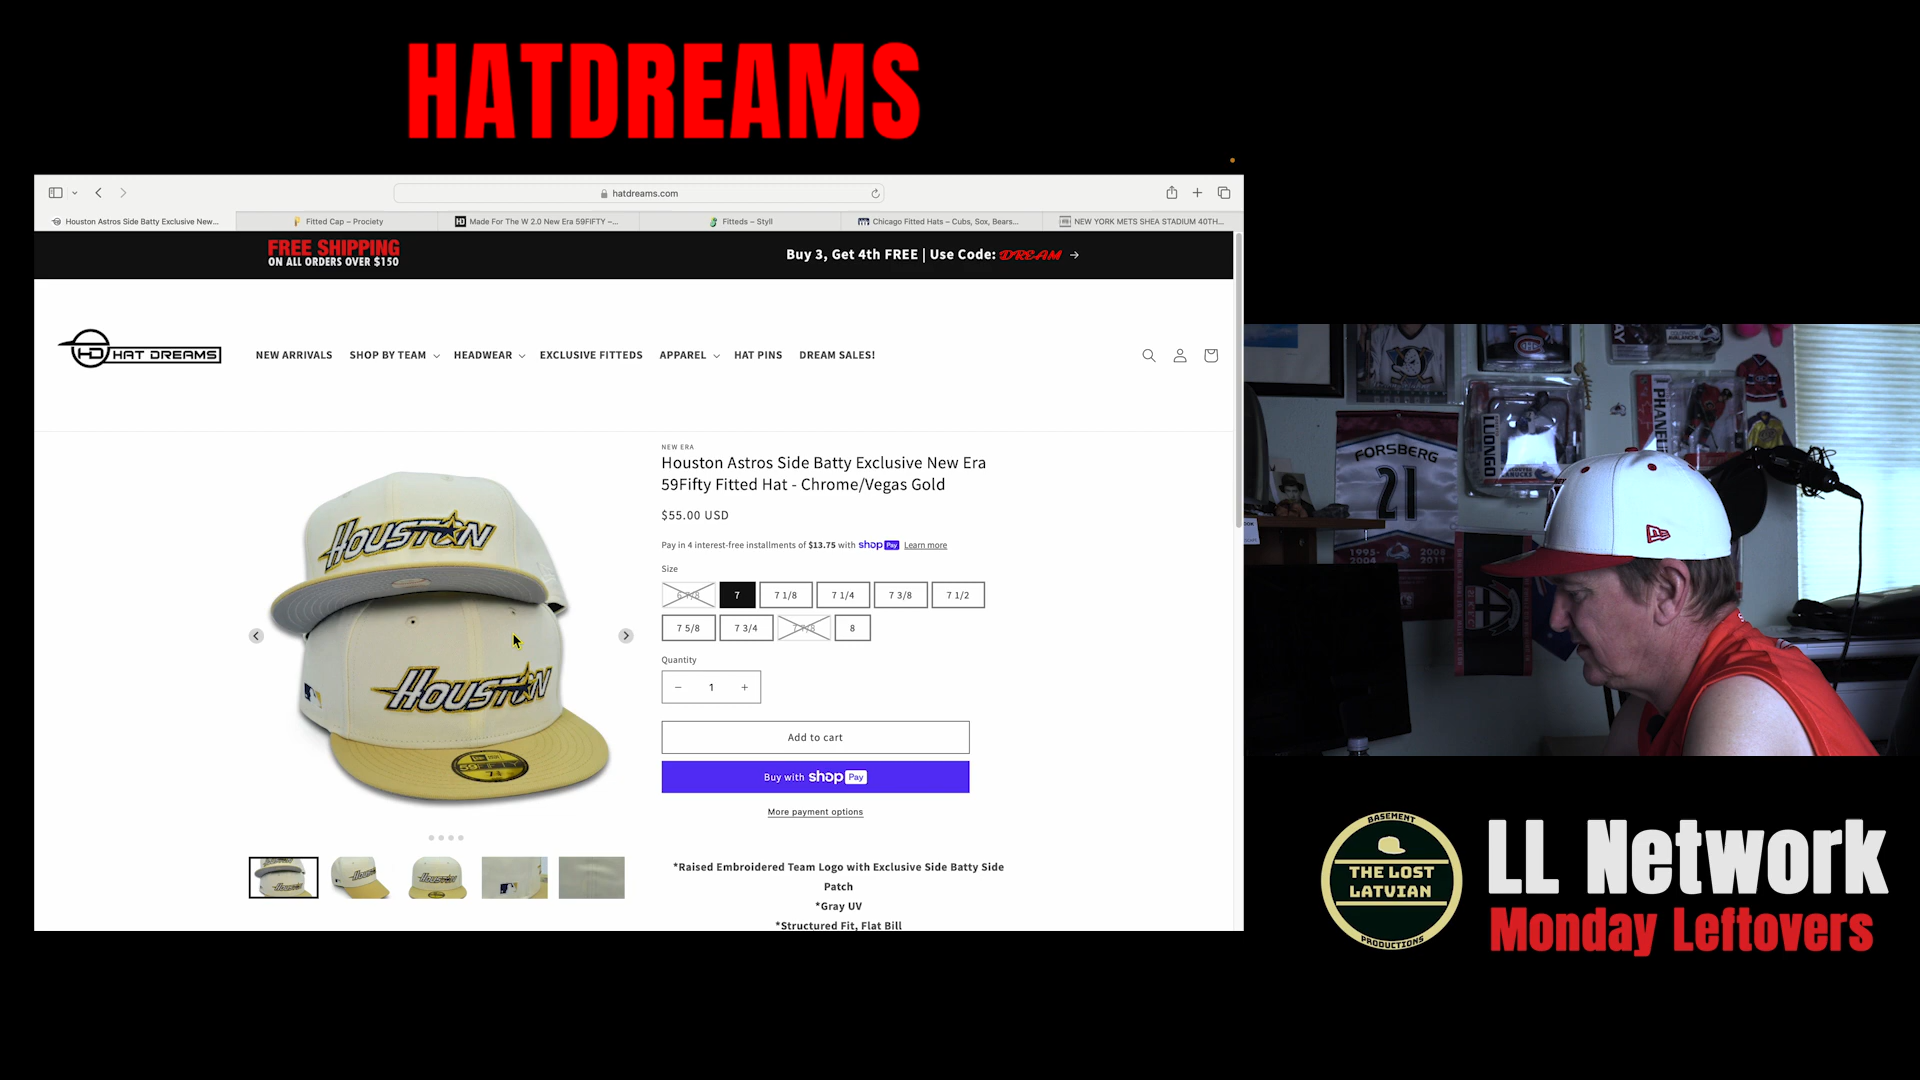 HATDREAMS
hatdreams.com
Houston Astros Side Batty Exclusive New...
Fitted Cap – Prociety
Made For The W 2.0 New Era 59FIFTY –...
Fitteds – Styll
Chicago Fitted Hats – Cubs, Sox, Bears...
NEW YORK METS SHEA STADIUM 40TH...
FREE SHIPPING
ON ALL ORDERS OVER $150
Buy 3, Get 4th FREE | Use Code: DREAM →
HD HAT DREAMS
NEW ARRIVALS
SHOP BY TEAM
HEADWEAR
EXCLUSIVE FITTEDS
APPAREL
HAT PINS
DREAM SALES!
HOUSTON
HOUSTON
NEW ERA
Houston Astros Side Batty Exclusive New Era
59Fifty Fitted Hat - Chrome/Vegas Gold
$55.00 USD
Pay in 4 interest-free installments of $13.75 with shop Pay Learn more
Size
6 7/8
7
7 1/8
7 1/4
7 3/8
7 1/2
7 5/8
7 3/4
7 7/8
8
Quantity
− 1 +
Add to cart
Buy with shop Pay
More payment options
*Raised Embroidered Team Logo with Exclusive Side Batty Side
Patch
*Gray UV
*Structured Fit, Flat Bill
59FIFTY
FORSBERG
21
1995-
2004
2008
2011
LUONGO
PHANEUF
BASEMENT
THE LOST
LATVIAN
PRODUCTIONS
LL Network
Monday Leftovers